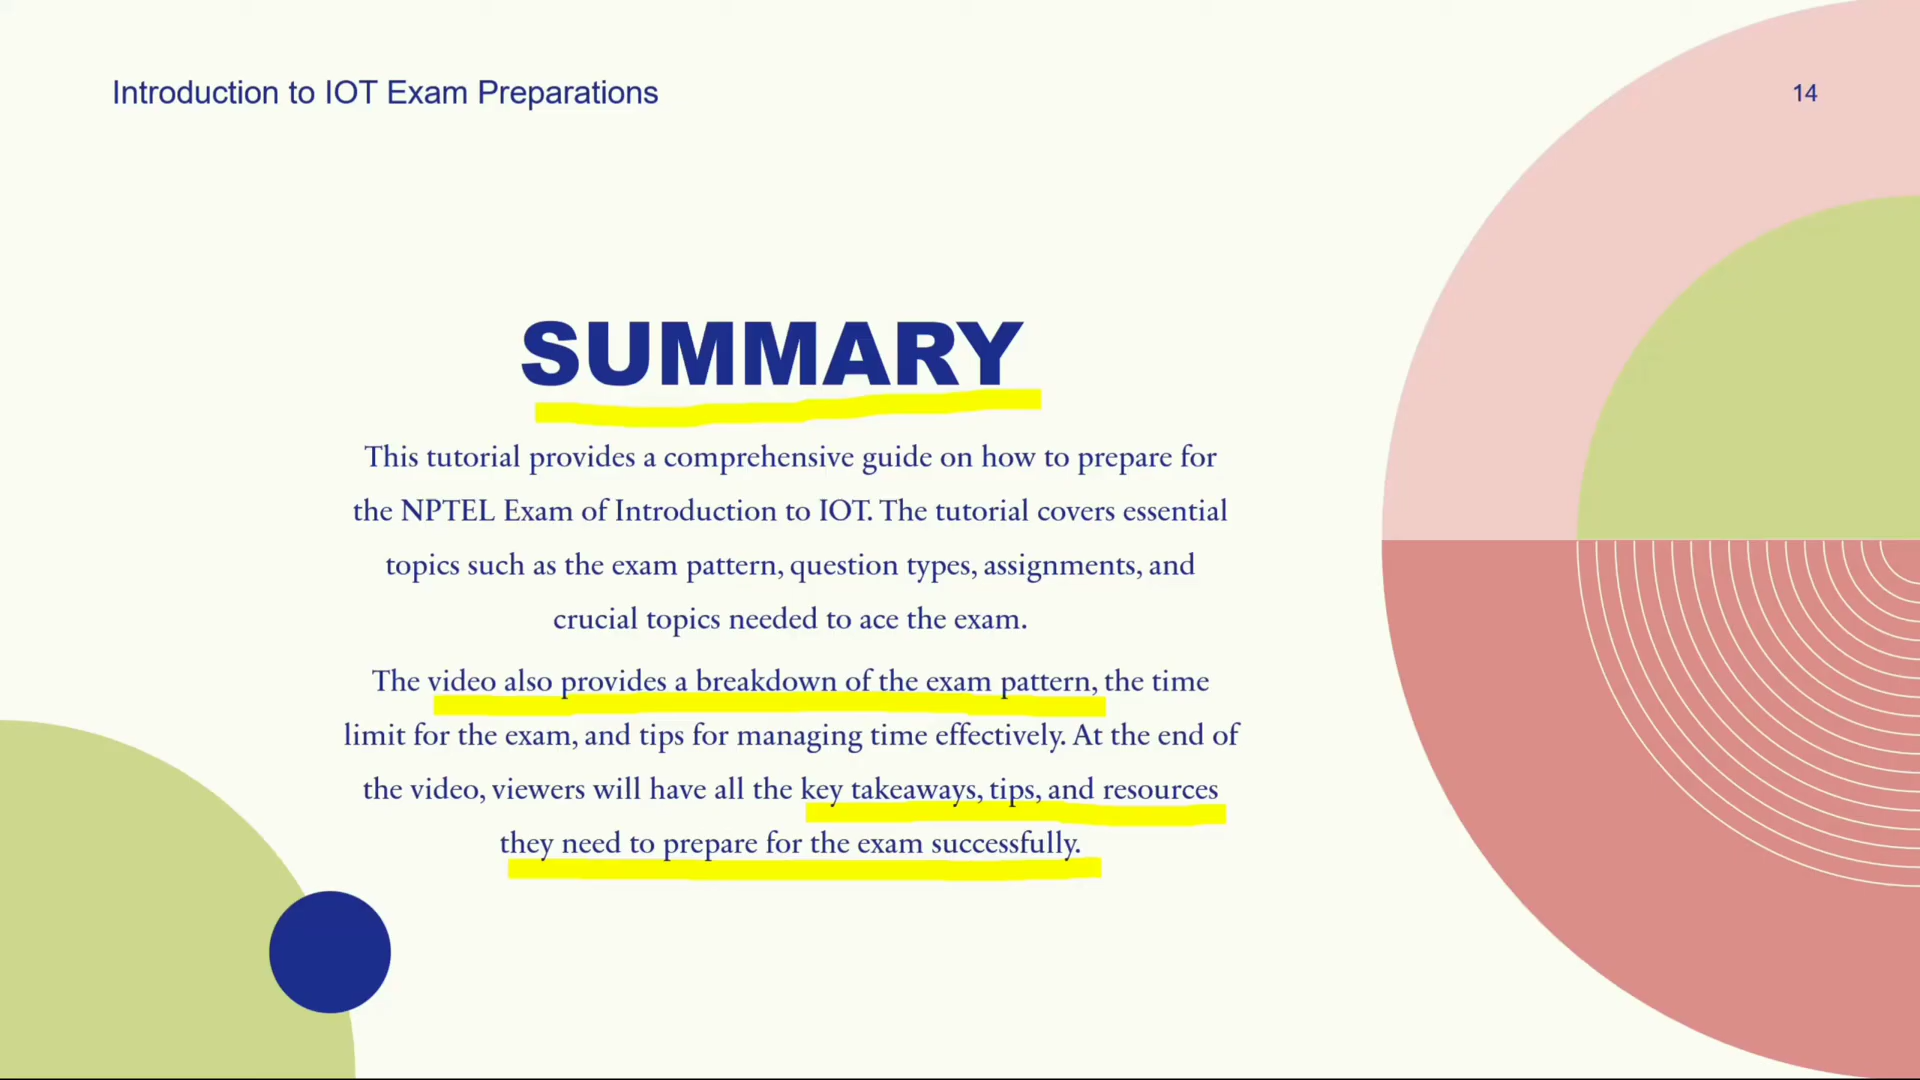 Introduction to IOT Exam Preparations
14
SUMMARY
This tutorial provides a comprehensive guide on how to prepare for
the NPTEL Exam of Introduction to IOT. The tutorial covers essential
topics such as the exam pattern, question types, assignments, and
crucial topics needed to ace the exam.
The video also provides a breakdown of the exam pattern, the time
limit for the exam, and tips for managing time effectively. At the end of
the video, viewers will have all the key takeaways, tips, and resources
they need to prepare for the exam successfully.